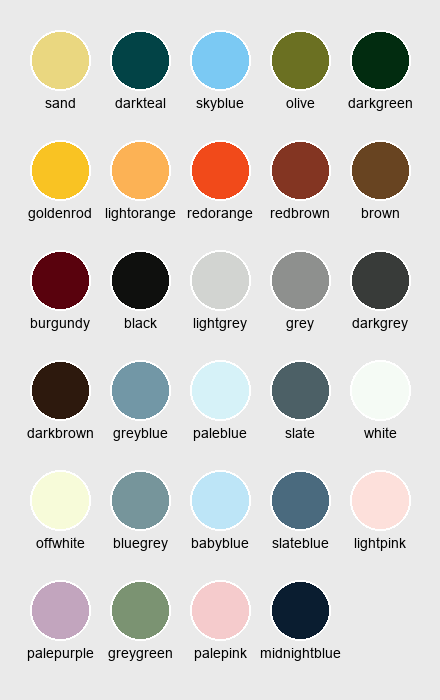 sand darkteal skyblue olive darkgreen
goldenrod lightorange redorange redbrown brown
burgundy black lightgrey grey darkgrey
darkbrown greyblue paleblue slate white
offwhite bluegrey babyblue slateblue lightpink
palepurple greygreen palepink midnightblue